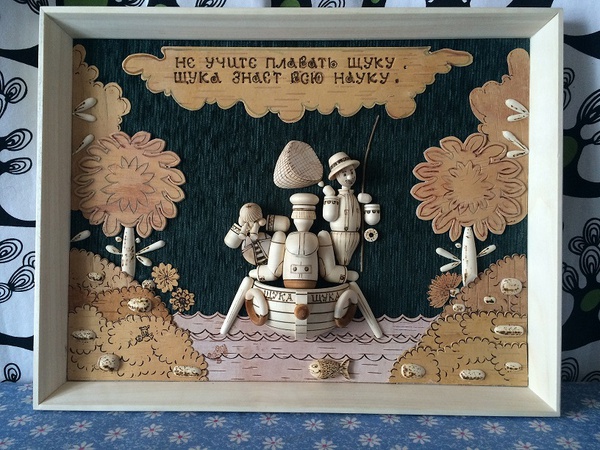 НЕ УЧИТЕ ПЛАВАТЬ ЩУКУ,
ЩУКА ЗНАЕТ ВСЮ НАУКУ.
ЩУКА ЩУКА